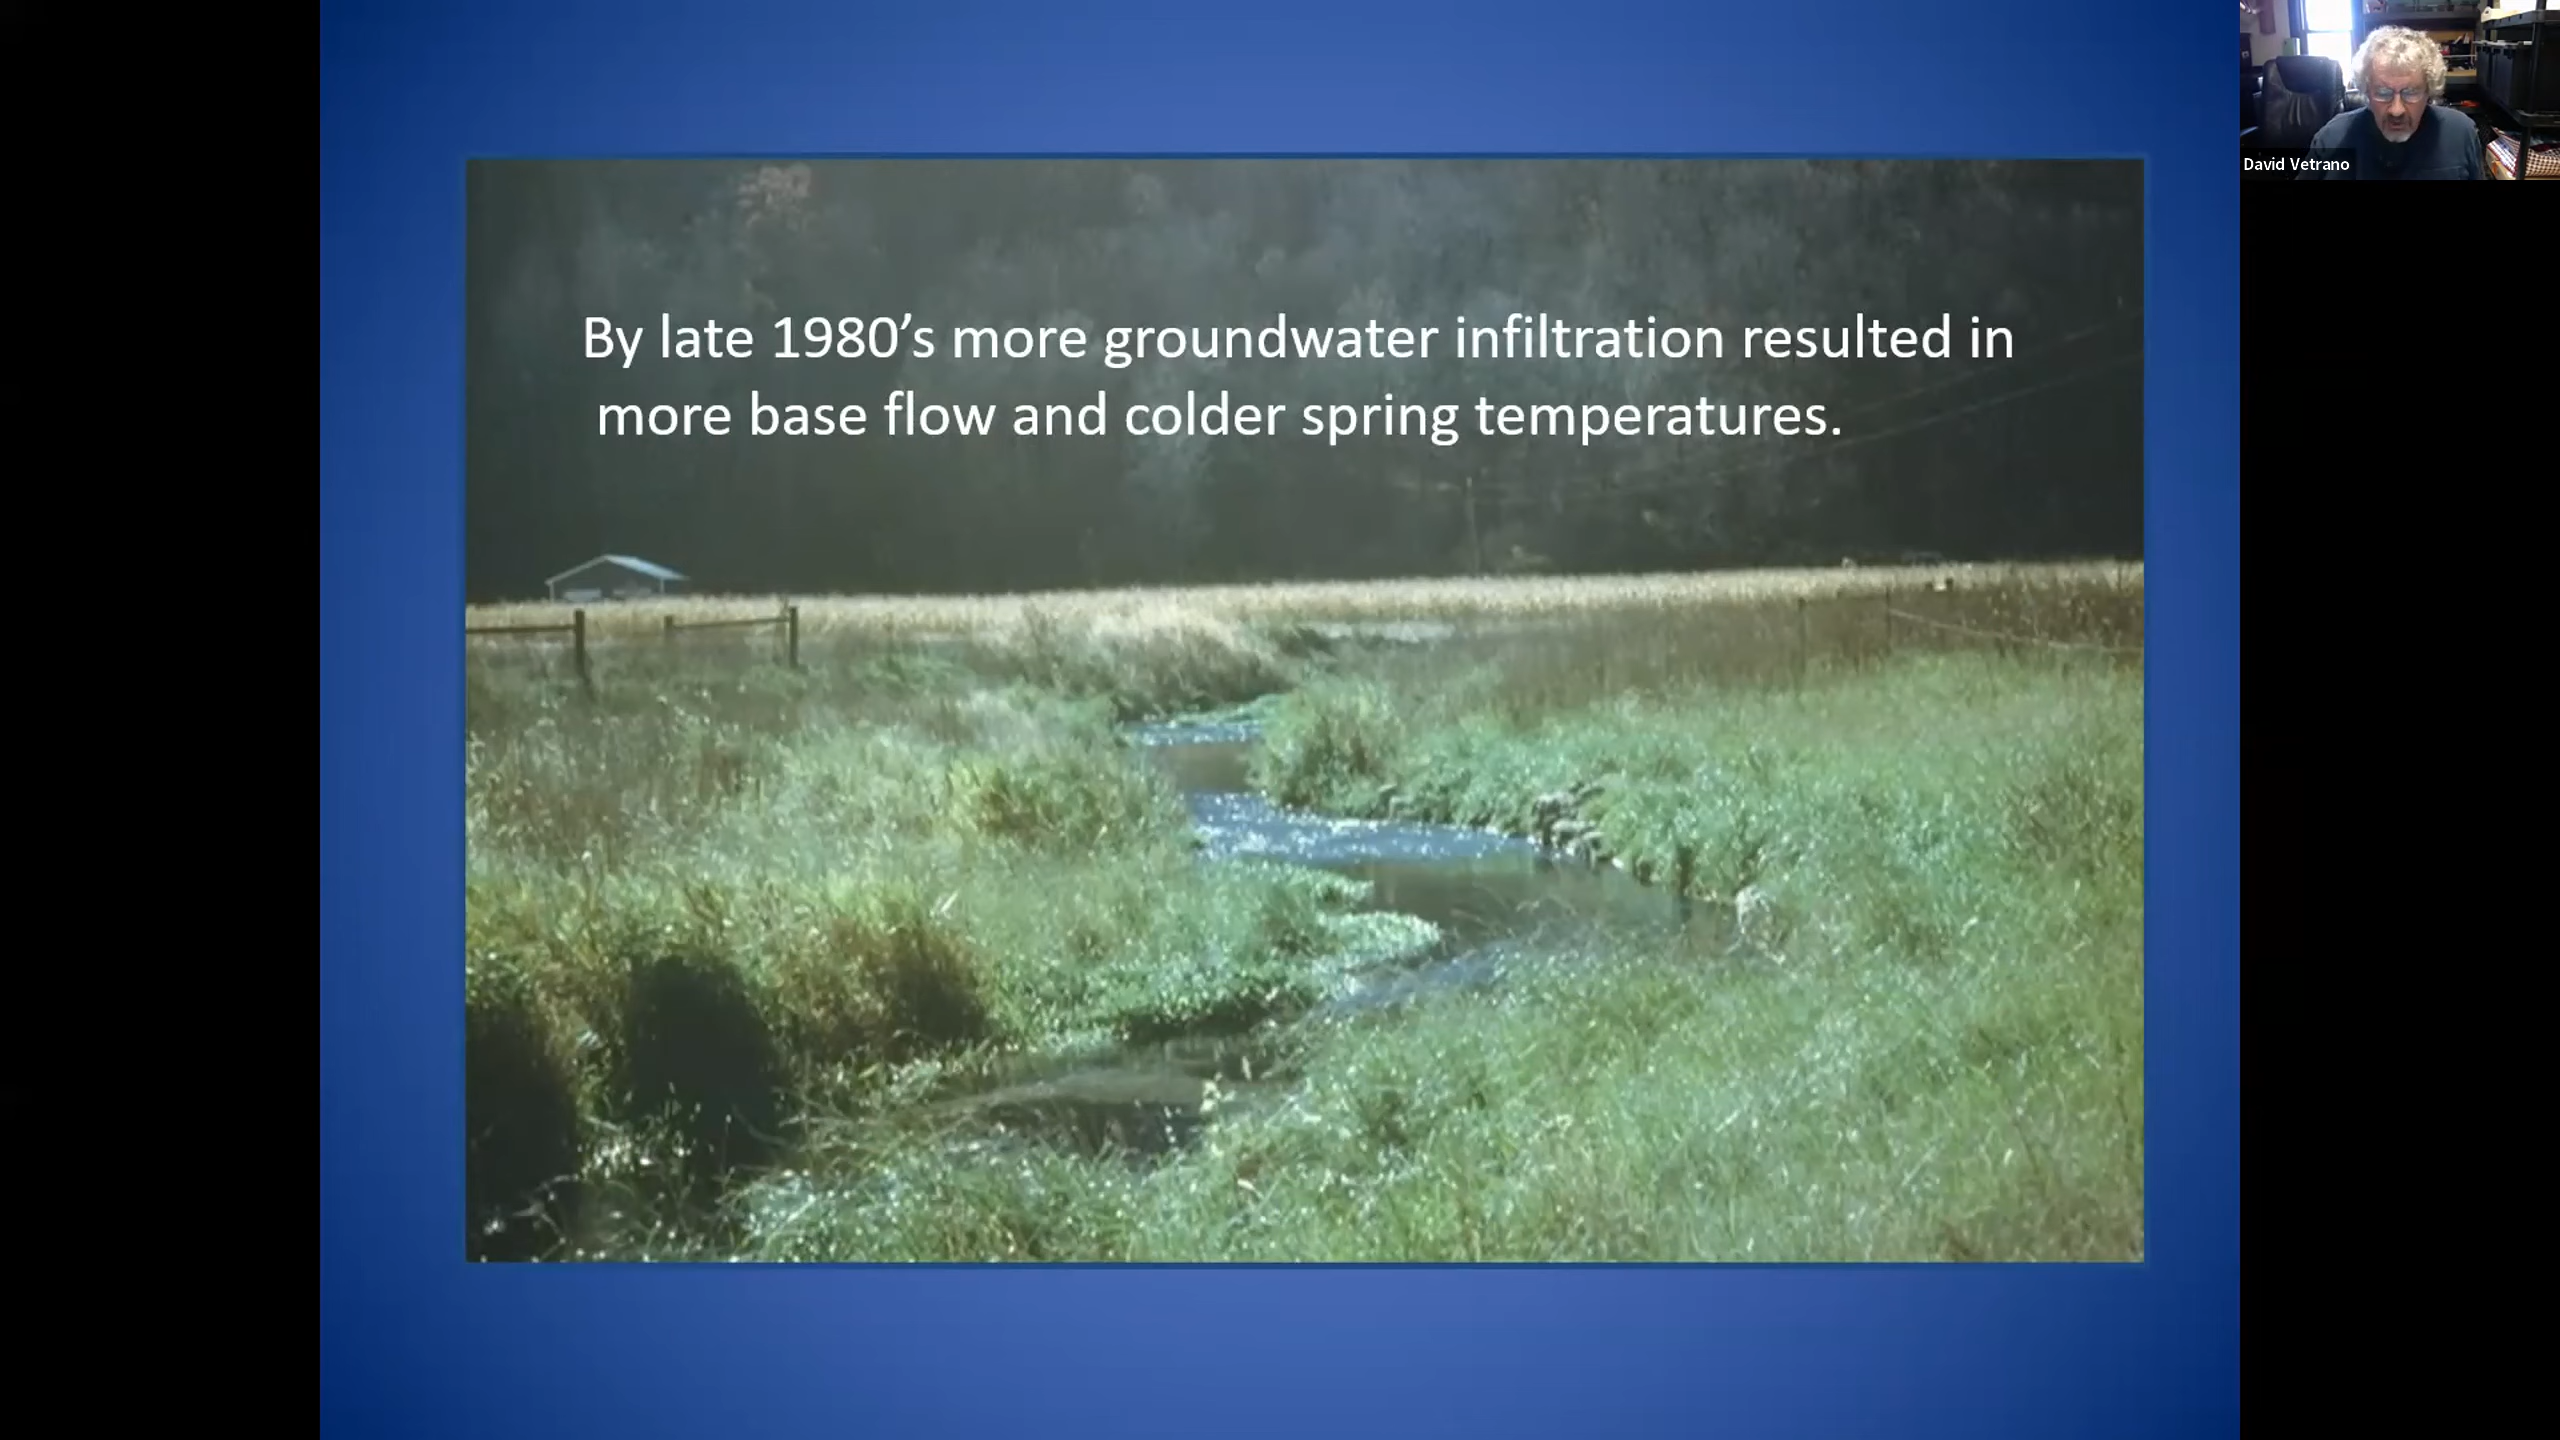 By late 1980’s more groundwater infiltration resulted in
more base flow and colder spring temperatures.
David Vetrano